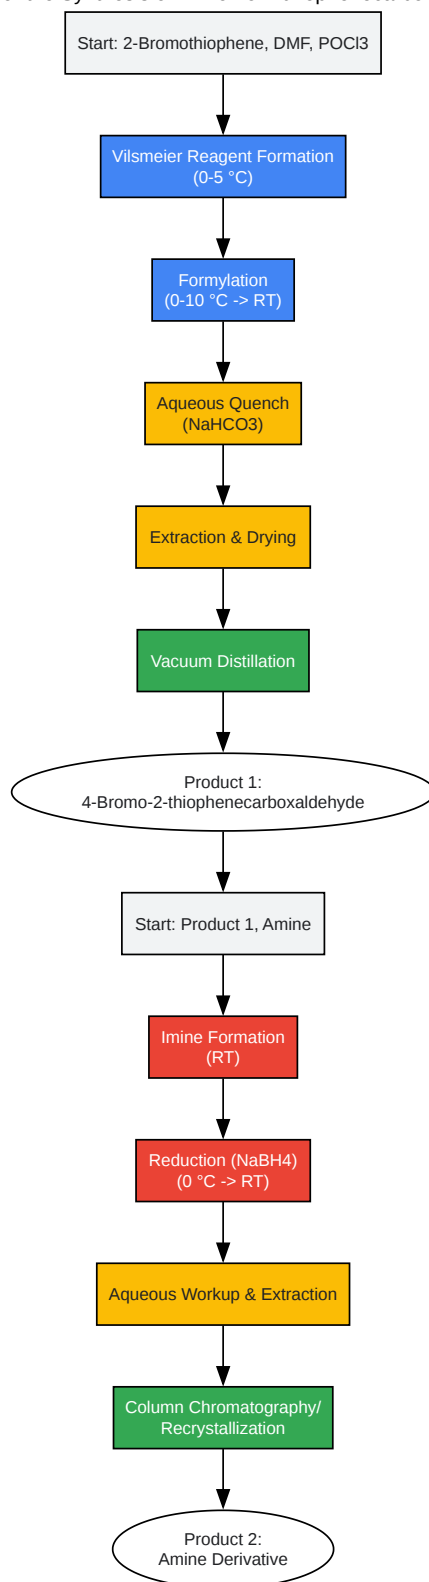 Start: 2-Bromothiophene, DMF, POCl3
Vilsmeier Reagent Formation
(0-5 °C)
Formylation
(0-10 °C -> RT)
Aqueous Quench
(NaHCO3)
Extraction & Drying
Vacuum Distillation
Product 1:
4-Bromo-2-thiophenecarboxaldehyde
Start: Product 1, Amine
Imine Formation
(RT)
Reduction (NaBH4)
(0 °C -> RT)
Aqueous Workup & Extraction
Column Chromatography/
Recrystallization
Product 2:
Amine Derivative